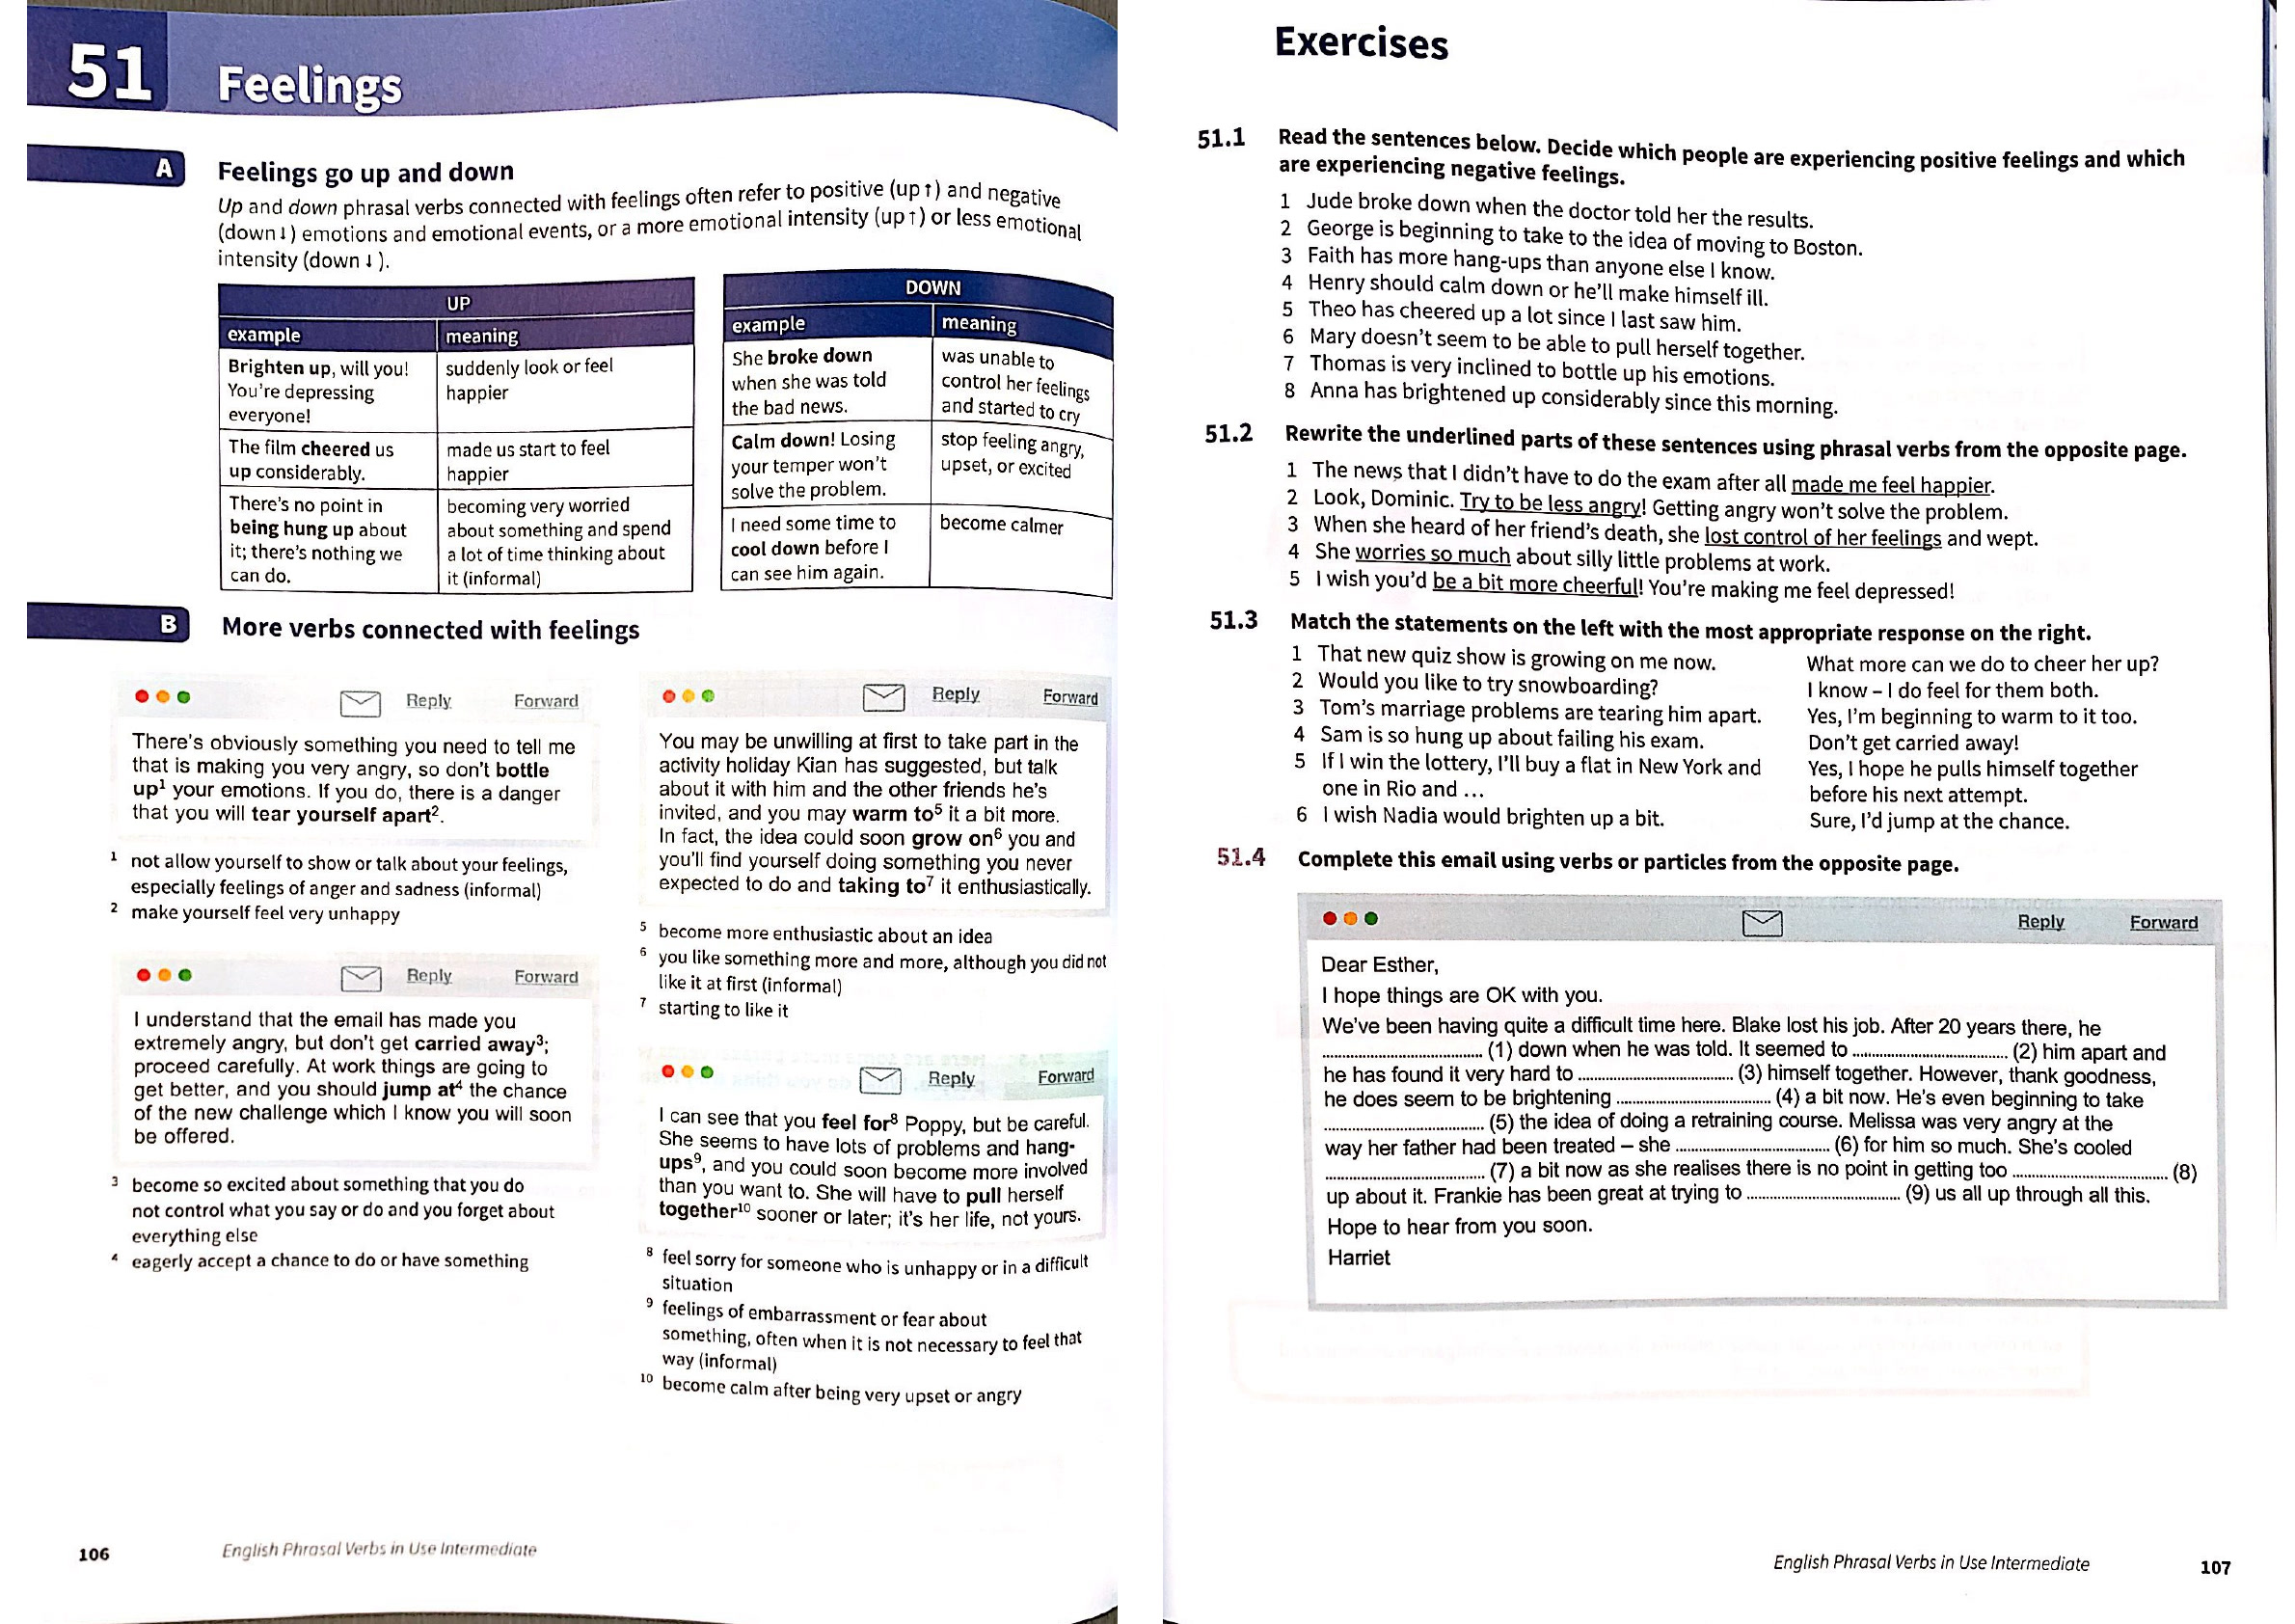 51
Feelings
A
Feelings go up and down
Up and down phrasal verbs connected with feelings often refer to positive (up ↑) and negative
(down ↓) emotions and emotional events, or a more emotional intensity (up ↑) or less emotional
intensity (down ↓).
UP
example meaning
Brighten up, will you!
You're depressing
everyone!
suddenly look or feel
happier
The film cheered us
up considerably.
made us start to feel
happier
There's no point in
being hung up about
it; there's nothing we
can do.
becoming very worried
about something and spend
a lot of time thinking about
it (informal)
DOWN
example meaning
She broke down
when she was told
the bad news.
was unable to
control her feelings
and started to cry
Calm down! Losing
your temper won't
solve the problem.
stop feeling angry,
upset, or excited
I need some time to
cool down before I
can see him again.
become calmer
B
More verbs connected with feelings
Reply Forward
There's obviously something you need to tell me
that is making you very angry, so don't bottle
up¹ your emotions. If you do, there is a danger
that you will tear yourself apart².
1 not allow yourself to show or talk about your feelings,
especially feelings of anger and sadness (informal)
2 make yourself feel very unhappy
Reply Forward
I understand that the email has made you
extremely angry, but don't get carried away³;
proceed carefully. At work things are going to
get better, and you should jump at⁴ the chance
of the new challenge which I know you will soon
be offered.
3 become so excited about something that you do
not control what you say or do and you forget about
everything else
4 eagerly accept a chance to do or have something
Reply Forward
You may be unwilling at first to take part in the
activity holiday Kian has suggested, but talk
about it with him and the other friends he's
invited, and you may warm to⁵ it a bit more.
In fact, the idea could soon grow on⁶ you and
you'll find yourself doing something you never
expected to do and taking to⁷ it enthusiastically.
5 become more enthusiastic about an idea
6 you like something more and more, although you did not
like it at first (informal)
7 starting to like it
Reply Forward
I can see that you feel for⁸ Poppy, but be careful.
She seems to have lots of problems and hang-
ups⁹, and you could soon become more involved
than you want to. She will have to pull herself
together¹⁰ sooner or later; it's her life, not yours.
8 feel sorry for someone who is unhappy or in a difficult
situation
9 feelings of embarrassment or fear about
something, often when it is not necessary to feel that
way (informal)
10 become calm after being very upset or angry
106 English Phrasal Verbs in Use Intermediate
Exercises
51.1 Read the sentences below. Decide which people are experiencing positive feelings and which
are experiencing negative feelings.
1 Jude broke down when the doctor told her the results.
2 George is beginning to take to the idea of moving to Boston.
3 Faith has more hang-ups than anyone else I know.
4 Henry should calm down or he'll make himself ill.
5 Theo has cheered up a lot since I last saw him.
6 Mary doesn't seem to be able to pull herself together.
7 Thomas is very inclined to bottle up his emotions.
8 Anna has brightened up considerably since this morning.
51.2 Rewrite the underlined parts of these sentences using phrasal verbs from the opposite page.
1 The news that I didn't have to do the exam after all made me feel happier.
2 Look, Dominic. Try to be less angry! Getting angry won't solve the problem.
3 When she heard of her friend's death, she lost control of her feelings and wept.
4 She worries so much about silly little problems at work.
5 I wish you'd be a bit more cheerful! You're making me feel depressed!
51.3 Match the statements on the left with the most appropriate response on the right.
1 That new quiz show is growing on me now.
2 Would you like to try snowboarding?
3 Tom's marriage problems are tearing him apart.
4 Sam is so hung up about failing his exam.
5 If I win the lottery, I'll buy a flat in New York and
one in Rio and ...
6 I wish Nadia would brighten up a bit.
What more can we do to cheer her up?
I know – I do feel for them both.
Yes, I'm beginning to warm to it too.
Don't get carried away!
Yes, I hope he pulls himself together
before his next attempt.
Sure, I'd jump at the chance.
51.4 Complete this email using verbs or particles from the opposite page.
Reply Forward
Dear Esther,
I hope things are OK with you.
We've been having quite a difficult time here. Blake lost his job. After 20 years there, he
.................... (1) down when he was told. It seemed to .................... (2) him apart and
he has found it very hard to .................... (3) himself together. However, thank goodness,
he does seem to be brightening .................... (4) a bit now. He's even beginning to take
.................... (5) the idea of doing a retraining course. Melissa was very angry at the
way her father had been treated – she .................... (6) for him so much. She's cooled
.................... (7) a bit now as she realises there is no point in getting too .................... (8)
up about it. Frankie has been great at trying to .................... (9) us all up through all this.
Hope to hear from you soon.
Harriet
English Phrasal Verbs in Use Intermediate 107